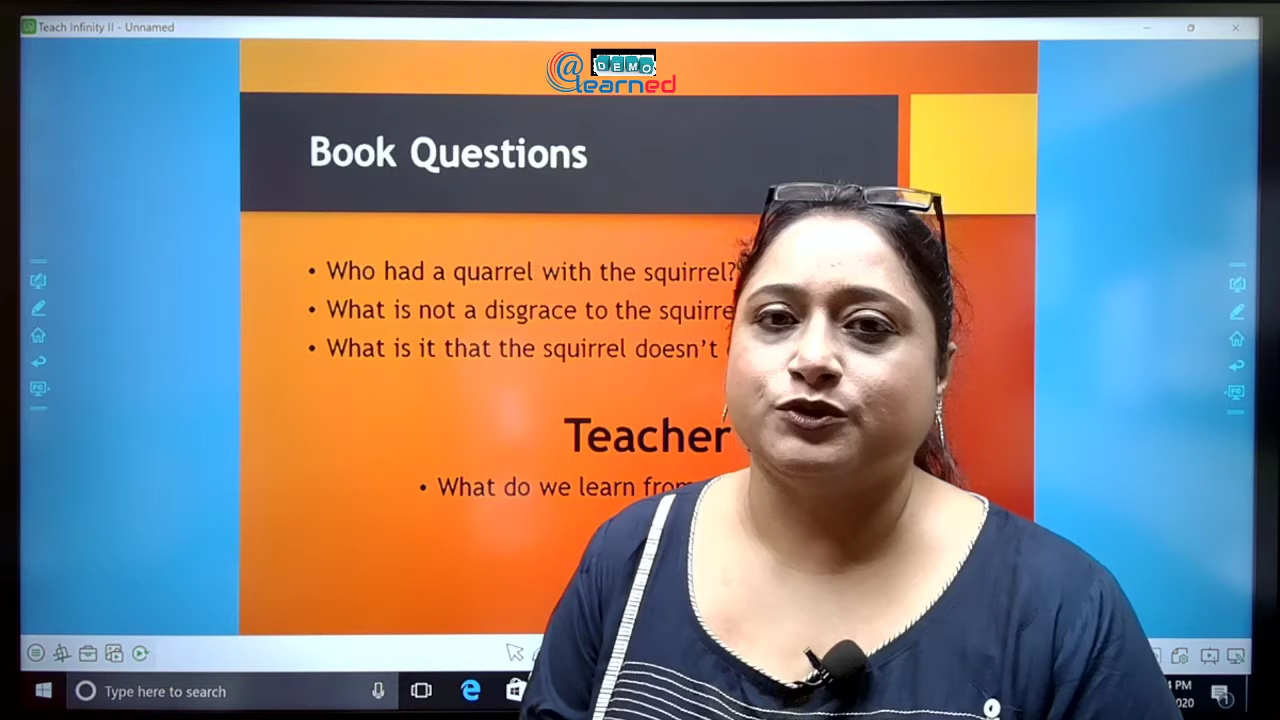 Teach Infinity II - Unnamed
DEMO
@learned
Book Questions
• Who had a quarrel with the squirrel?
• What is not a disgrace to the
• What is it that the squirrel doesn’t
Teacher
• What do we learn from
Type here to search
PM